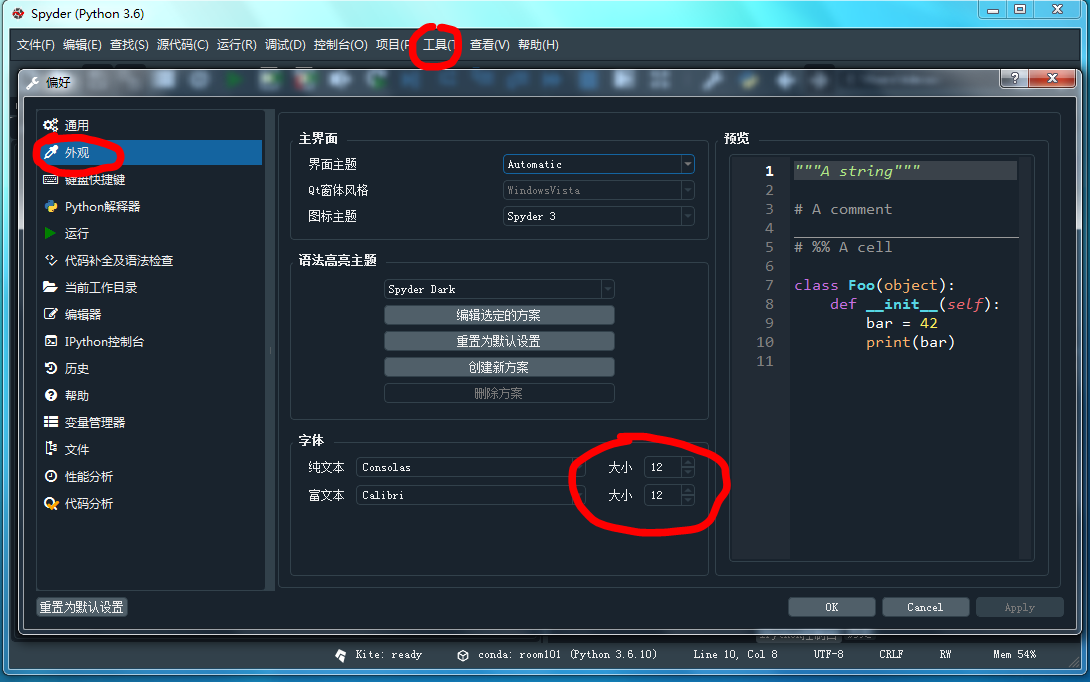 Spyder (Python 3.6)
文件(F) 编辑(E) 查找(S) 源代码(C) 运行(R) 调试(D) 控制台(O) 项目(P 工具(T 查看(V) 帮助(H)
偏好
通用
外观
键盘快捷键
Python解释器
运行
代码补全及语法检查
当前工作目录
编辑器
IPython控制台
历史
帮助
变量管理器
文件
性能分析
代码分析
主界面
界面主题 Automatic
Qt窗体风格 WindowsVista
图标主题 Spyder 3
语法高亮主题
Spyder Dark
编辑选定的方案
重置为默认设置
创建新方案
删除方案
字体
纯文本 Consolas 大小 12
富文本 Calibri 大小 12
预览
1 """A string"""
2
3 # A comment
4
5 # %% A cell
6
7 class Foo(object):
8 def __init__(self):
9 bar = 42
10 print(bar)
11
重置为默认设置 OK Cancel Apply
Kite: ready conda: room101 (Python 3.6.10) Line 10, Col 8 UTF-8 CRLF RW Mem 54%